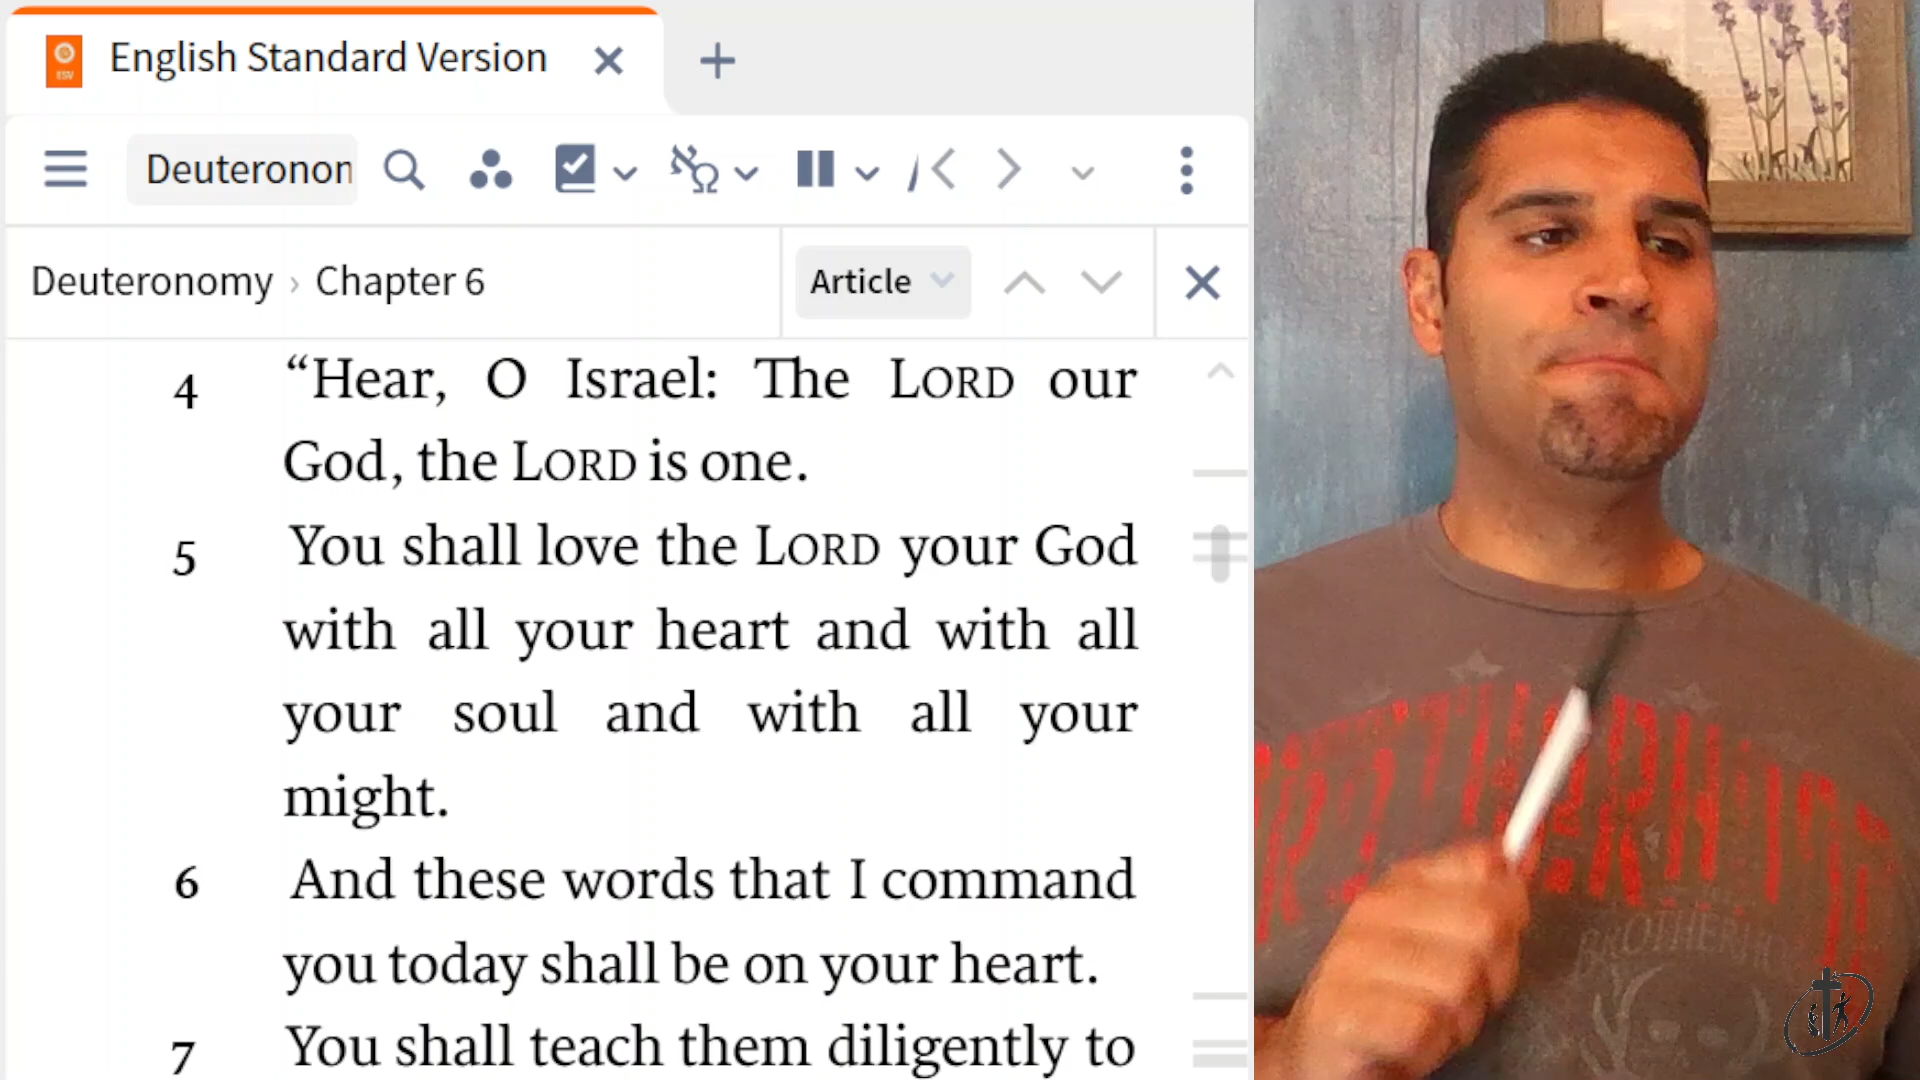 English Standard Version
ESV
Deuteronon
Deuteronomy › Chapter 6
Article
4 “Hear, O Israel: The LORD our
God, the LORD is one.
5 You shall love the LORD your God
with all your heart and with all
your soul and with all your
might.
6 And these words that I command
you today shall be on your heart.
7 You shall teach them diligently to